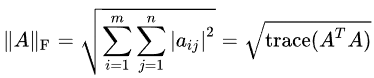 ‖A‖_F = √(∑_{i=1}^{m} ∑_{j=1}^{n} |a_{ij}|²) = √(trace(A^T A))